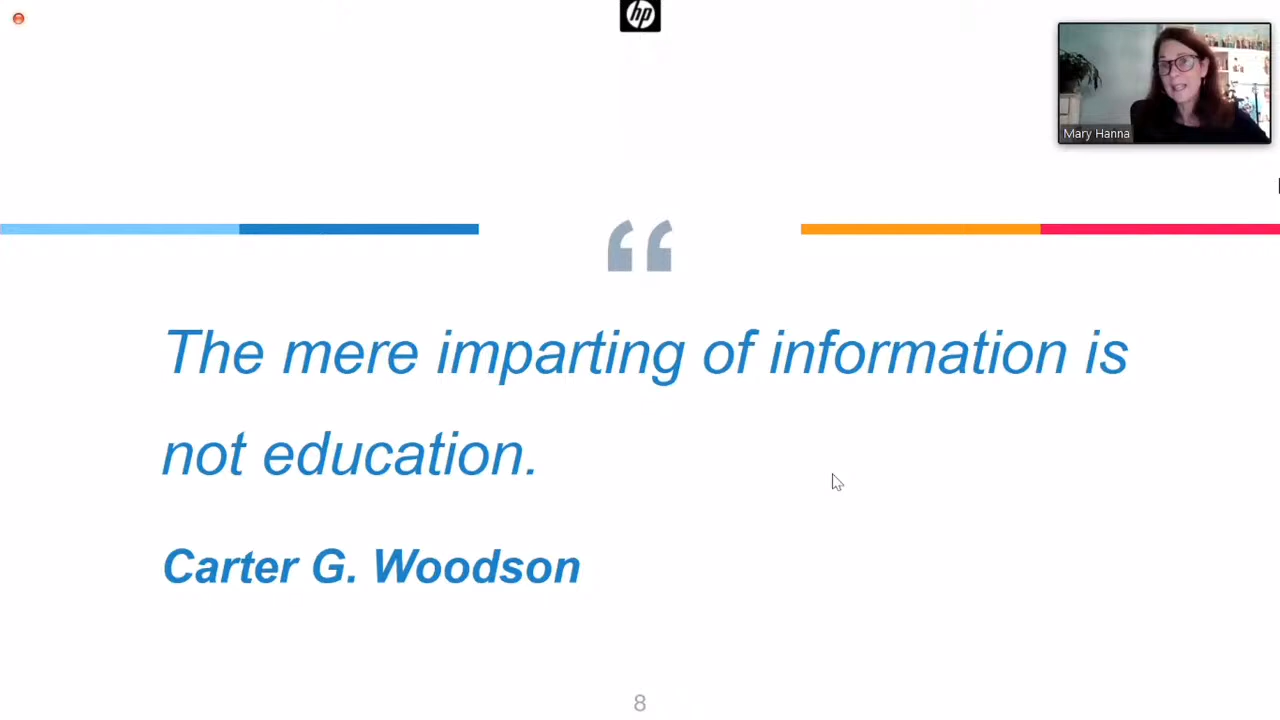 hp
Mary Hanna
“
The mere imparting of information is
not education.
Carter G. Woodson
8